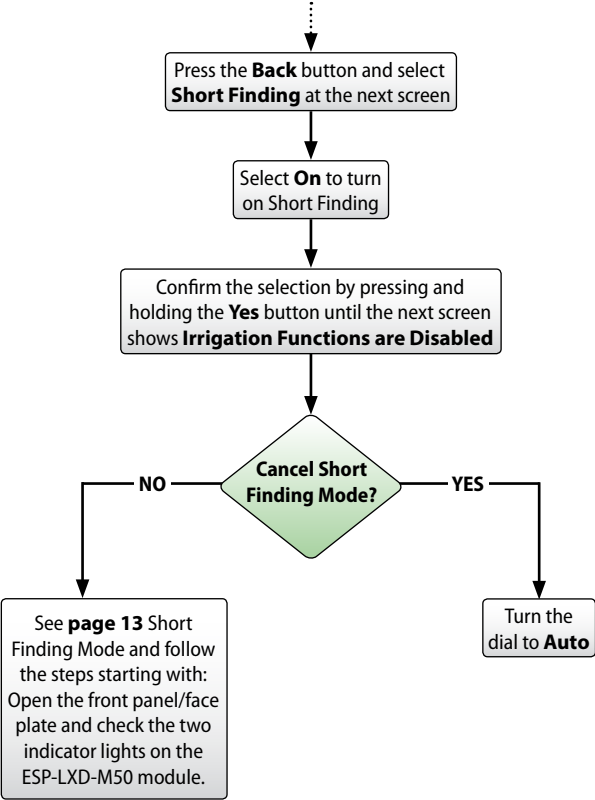 Press the Back button and select
Short Finding at the next screen
Select On to turn
on Short Finding
Confirm the selection by pressing and
holding the Yes button until the next screen
shows Irrigation Functions are Disabled
Cancel Short
Finding Mode?
NO
YES
See page 13 Short
Finding Mode and follow
the steps starting with:
Open the front panel/face
plate and check the two
indicator lights on the
ESP-LXD-M50 module.
Turn the
dial to Auto